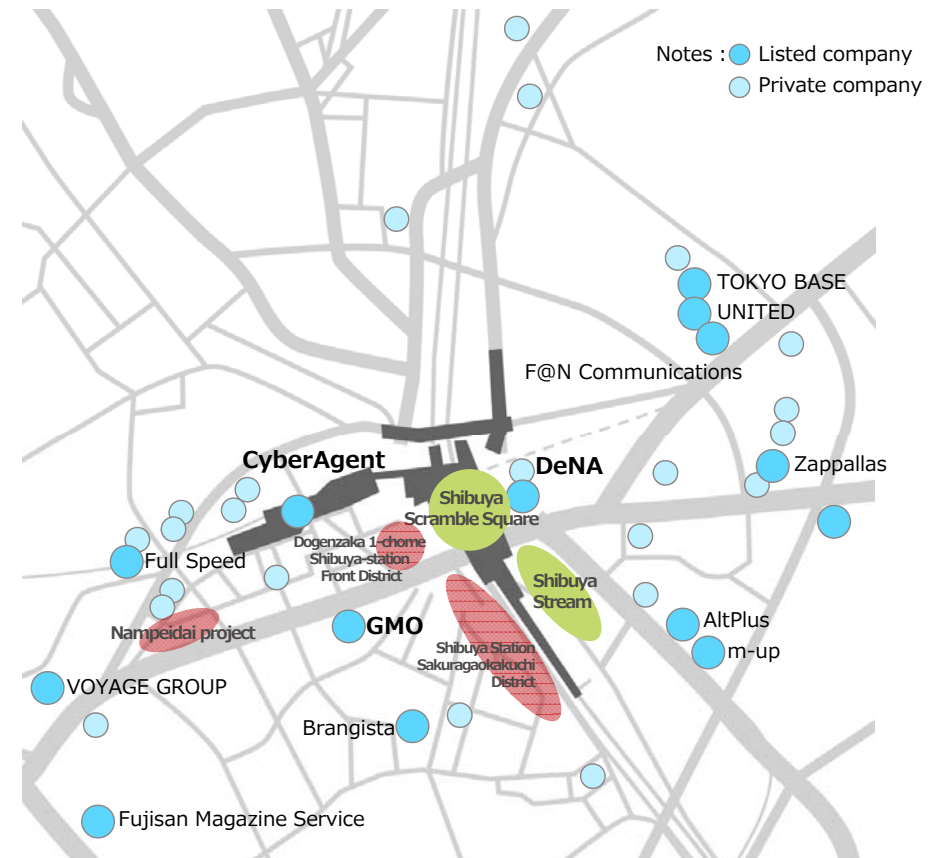 Notes :
Listed company
Private company
TOKYO BASE
UNITED
F@N Communications
CyberAgent
DeNA
Zappallas
Shibuya
Scramble Square
Dogenzaka 1-chome
Shibuya-station
Front District
Full Speed
Shibuya
Stream
Nampeidai project
GMO
AltPlus
Shibuya Station
Sakuragaokakuchi
District
m-up
VOYAGE GROUP
Brangista
Fujisan Magazine Service